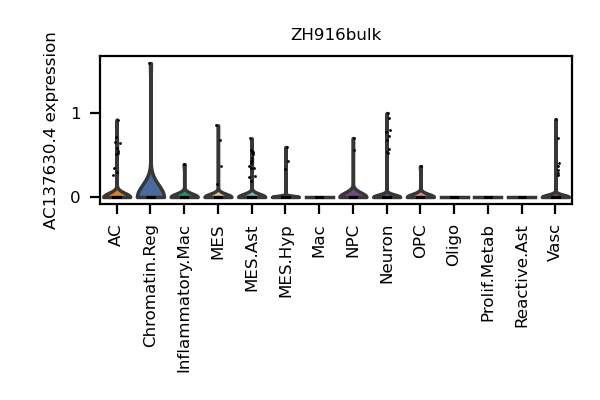 ZH916bulk
AC137630.4 expression
1
0
AC
Chromatin.Reg
Inflammatory.Mac
MES
MES.Ast
MES.Hyp
Mac
NPC
Neuron
OPC
Oligo
Prolif.Metab
Reactive.Ast
Vasc